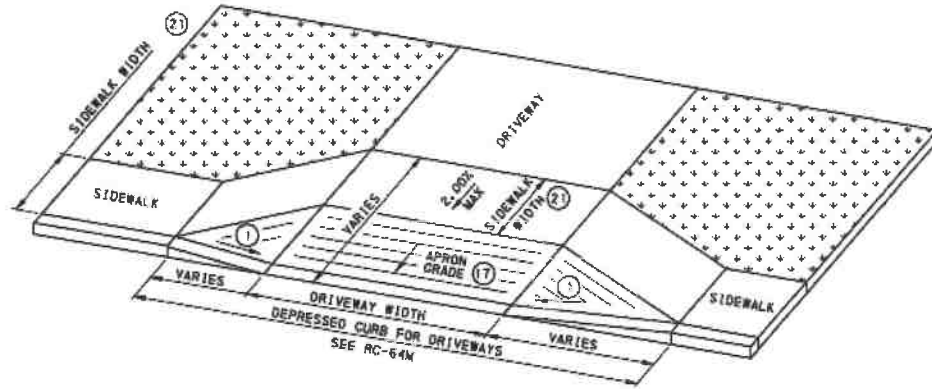 21
SIDEWALK WIDTH
DRIVEWAY
SIDEWALK
VARIES
2.00%
MAX
SIDEWALK
WIDTH
21
1
APRON
GRADE
17
1
SIDEWALK
VARIES
DRIVEWAY WIDTH
VARIES
DEPRESSED CURB FOR DRIVEWAYS
SEE RC-64M